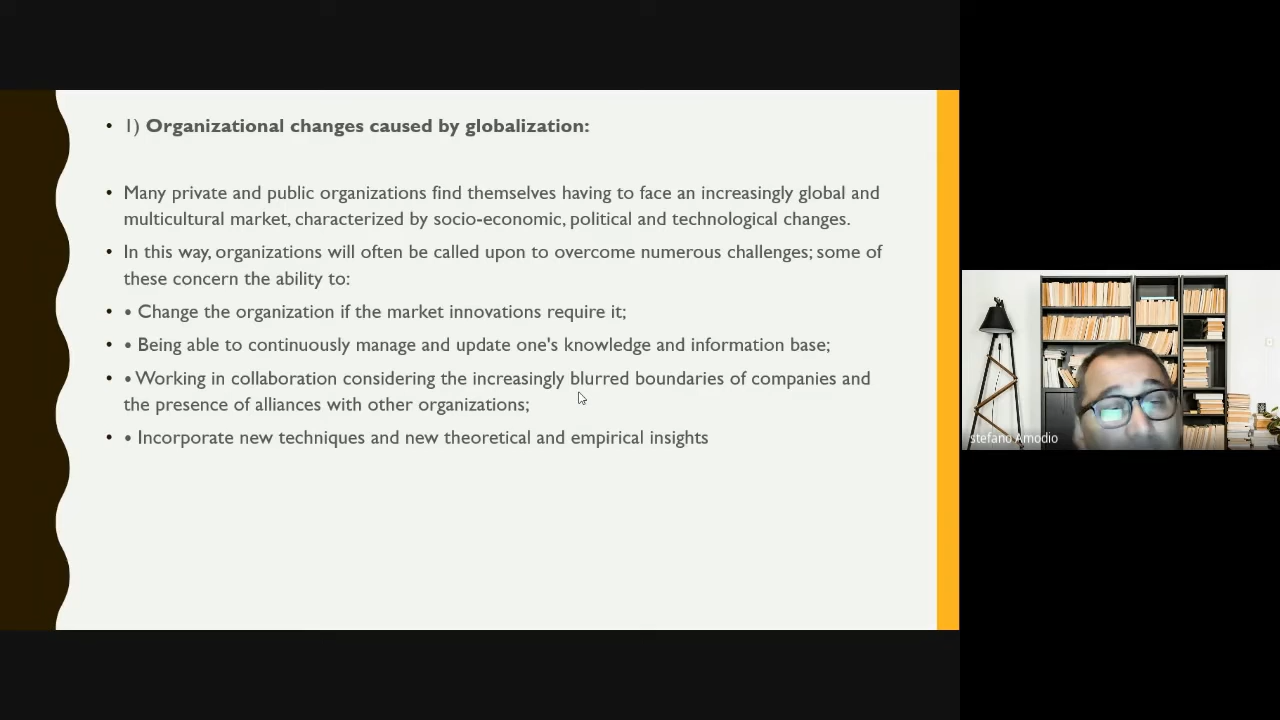 • 1) Organizational changes caused by globalization:
• Many private and public organizations find themselves having to face an increasingly global and
multicultural market, characterized by socio-economic, political and technological changes.
• In this way, organizations will often be called upon to overcome numerous challenges; some of
these concern the ability to:
• • Change the organization if the market innovations require it;
• • Being able to continuously manage and update one's knowledge and information base;
• • Working in collaboration considering the increasingly blurred boundaries of companies and
the presence of alliances with other organizations;
• • Incorporate new techniques and new theoretical and empirical insights
stefano Amodio